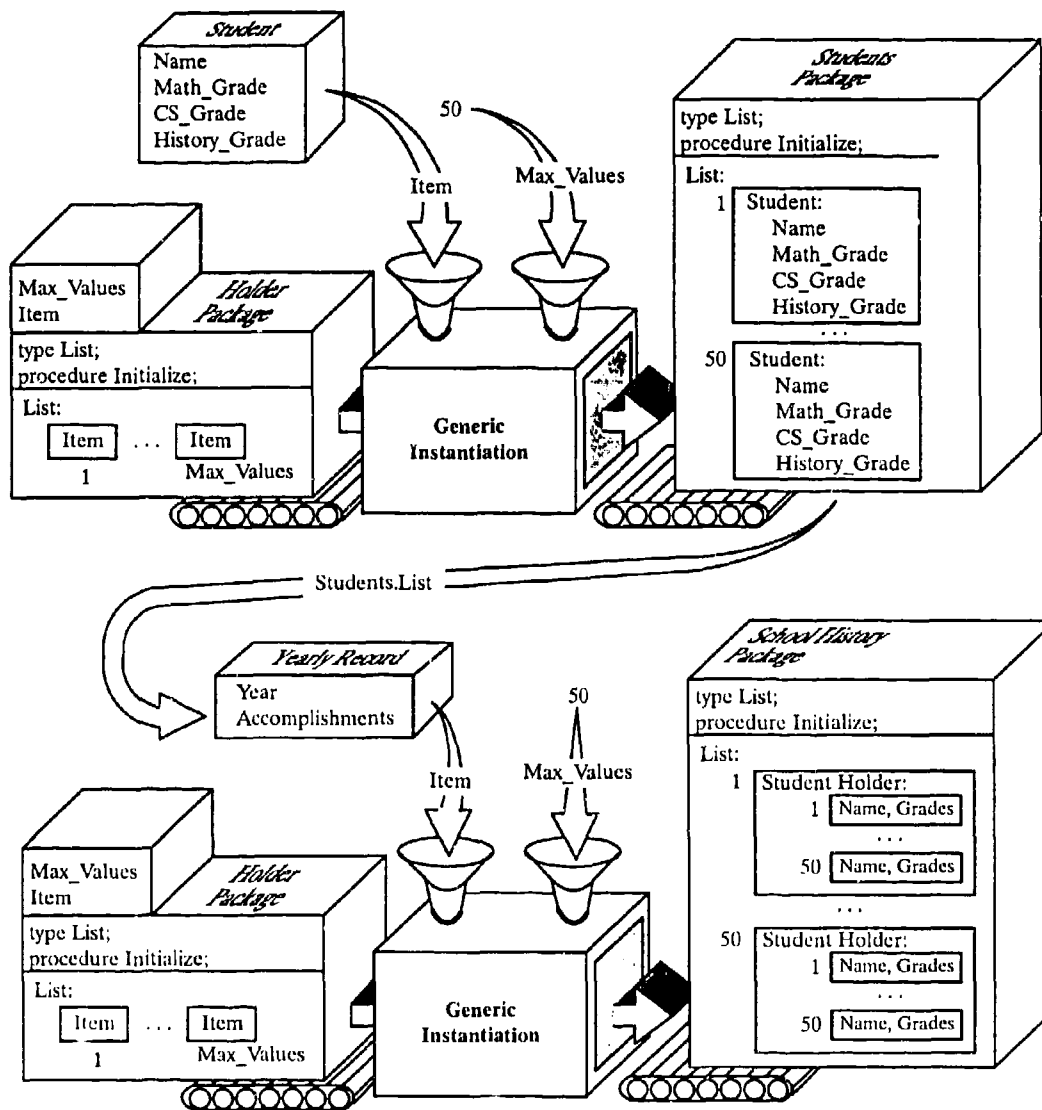 Student
Name
Math_Grade
CS_Grade
History_Grade
50
Item
Max_Values
Students
Package
type List;
procedure Initialize;
List:
1
Student:
Name
Math_Grade
CS_Grade
History_Grade
...
50
Student:
Name
Math_Grade
CS_Grade
History_Grade
Max_Values
Item
Holder
Package
type List;
procedure Initialize;
List:
Item ... Item
1
Max_Values
Generic
Instantiation
Students.List
Yearly Record
Year
Accomplishments
50
Item
Max_Values
School History
Package
type List;
procedure Initialize;
List:
1
Student Holder:
1 Name, Grades
...
50 Name, Grades
...
50
Student Holder:
1 Name, Grades
...
50 Name, Grades
Max_Values
Item
Holder
Package
type List;
procedure Initialize;
List:
Item ... Item
1
Max_Values
Generic
Instantiation